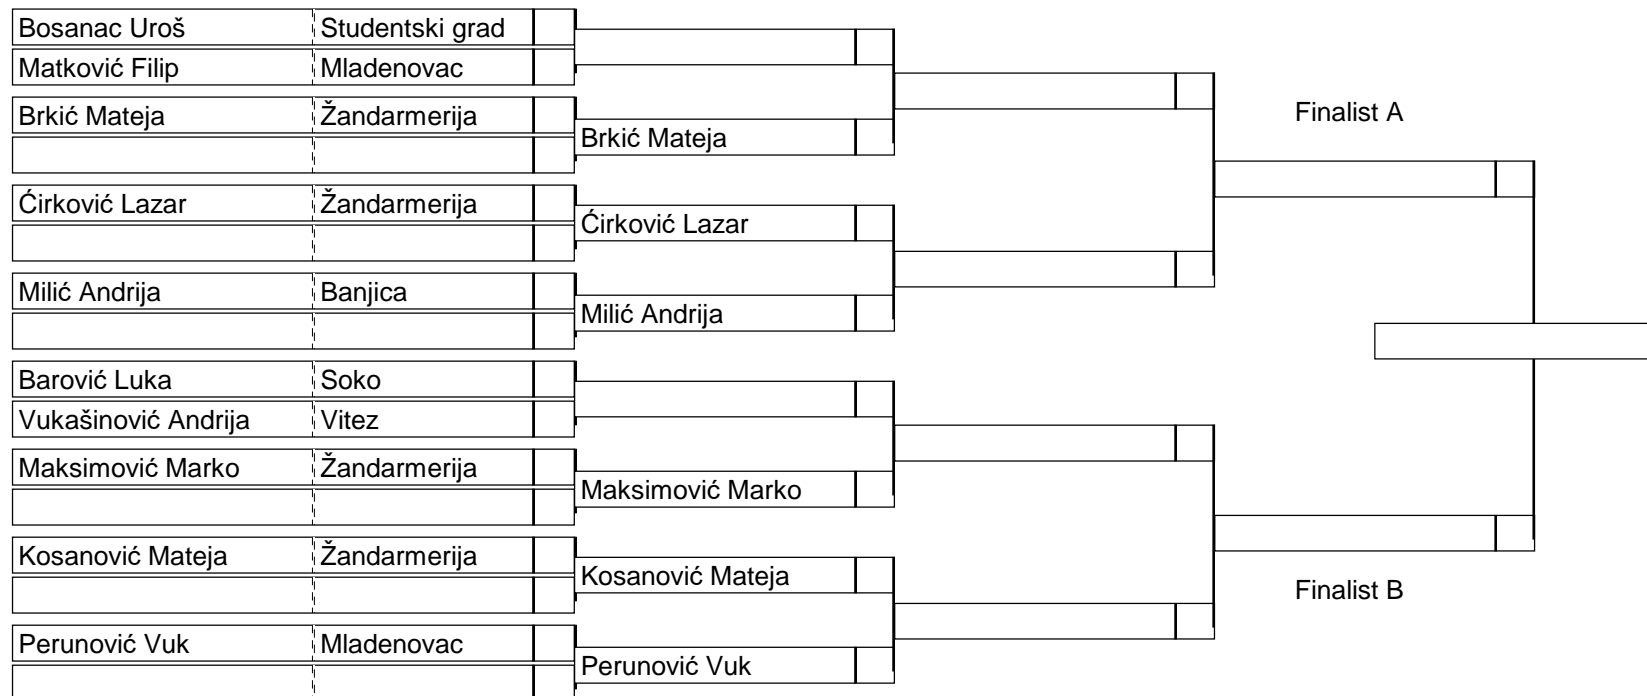 Bosanac Uroš Studentski grad
Matković Filip Mladenovac
Brkić Mateja Žandarmerija
Finalist A
Brkić Mateja
Ćirković Lazar Žandarmerija
Ćirković Lazar
Milić Andrija Banjica
Milić Andrija
Barović Luka Soko
Vukašinović Andrija Vitez
Maksimović Marko Žandarmerija
Maksimović Marko
Kosanović Mateja Žandarmerija
Kosanović Mateja
Finalist B
Perunović Vuk Mladenovac
Perunović Vuk